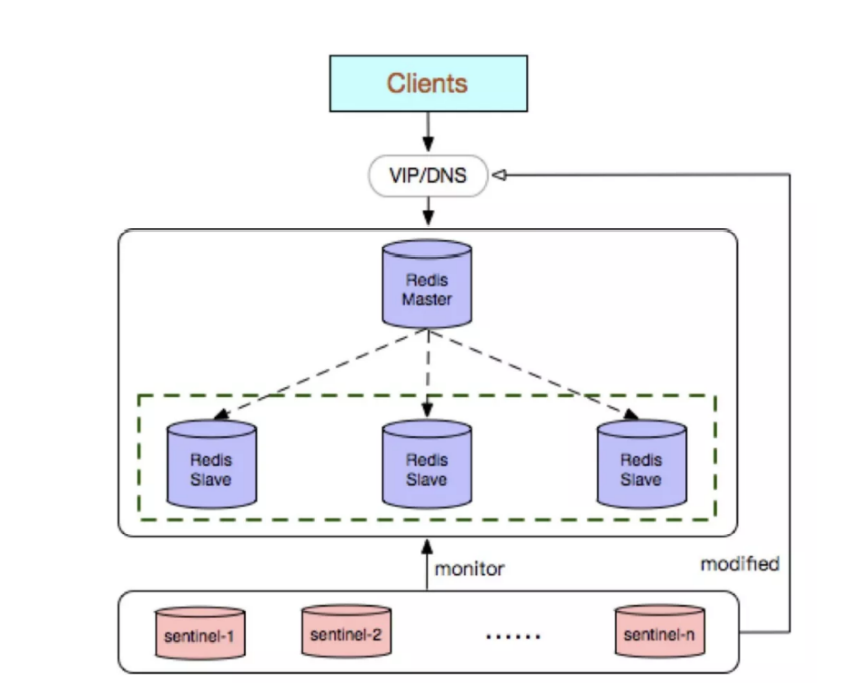 Clients
VIP/DNS
Redis
Master
Redis
Slave
Redis
Slave
Redis
Slave
monitor
modified
sentinel-1
sentinel-2
......
sentinel-n